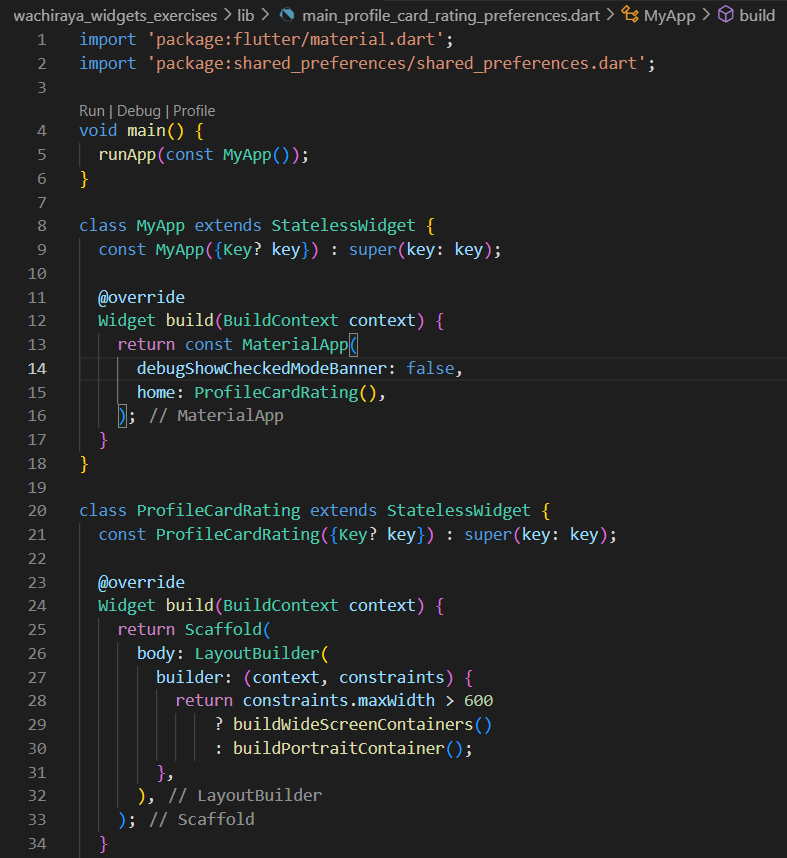 wachiraya_widgets_exercises > lib > main_profile_card_rating_preferences.dart > MyApp > build
1 import 'package:flutter/material.dart';
2 import 'package:shared_preferences/shared_preferences.dart';
3
Run | Debug | Profile
4 void main() {
5   runApp(const MyApp());
6 }
7
8 class MyApp extends StatelessWidget {
9   const MyApp({Key? key}) : super(key: key);
10
11   @override
12   Widget build(BuildContext context) {
13     return const MaterialApp(
14       debugShowCheckedModeBanner: false,
15       home: ProfileCardRating(),
16     ); // MaterialApp
17   }
18 }
19
20 class ProfileCardRating extends StatelessWidget {
21   const ProfileCardRating({Key? key}) : super(key: key);
22
23   @override
24   Widget build(BuildContext context) {
25     return Scaffold(
26       body: LayoutBuilder(
27         builder: (context, constraints) {
28           return constraints.maxWidth > 600
29               ? buildWideScreenContainers()
30               : buildPortraitContainer();
31         },
32       ), // LayoutBuilder
33     ); // Scaffold
34   }